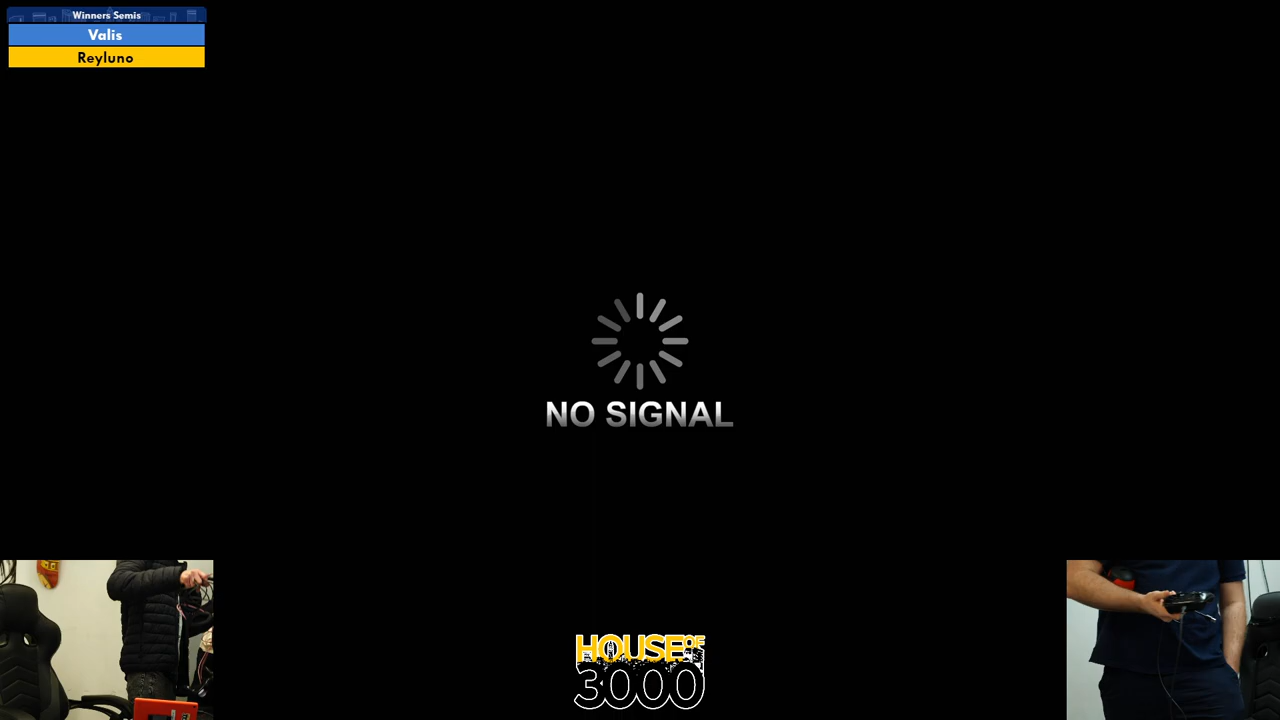 Winners Semis
Valis
Reyluno
NO SIGNAL
HOUSE OF
3000